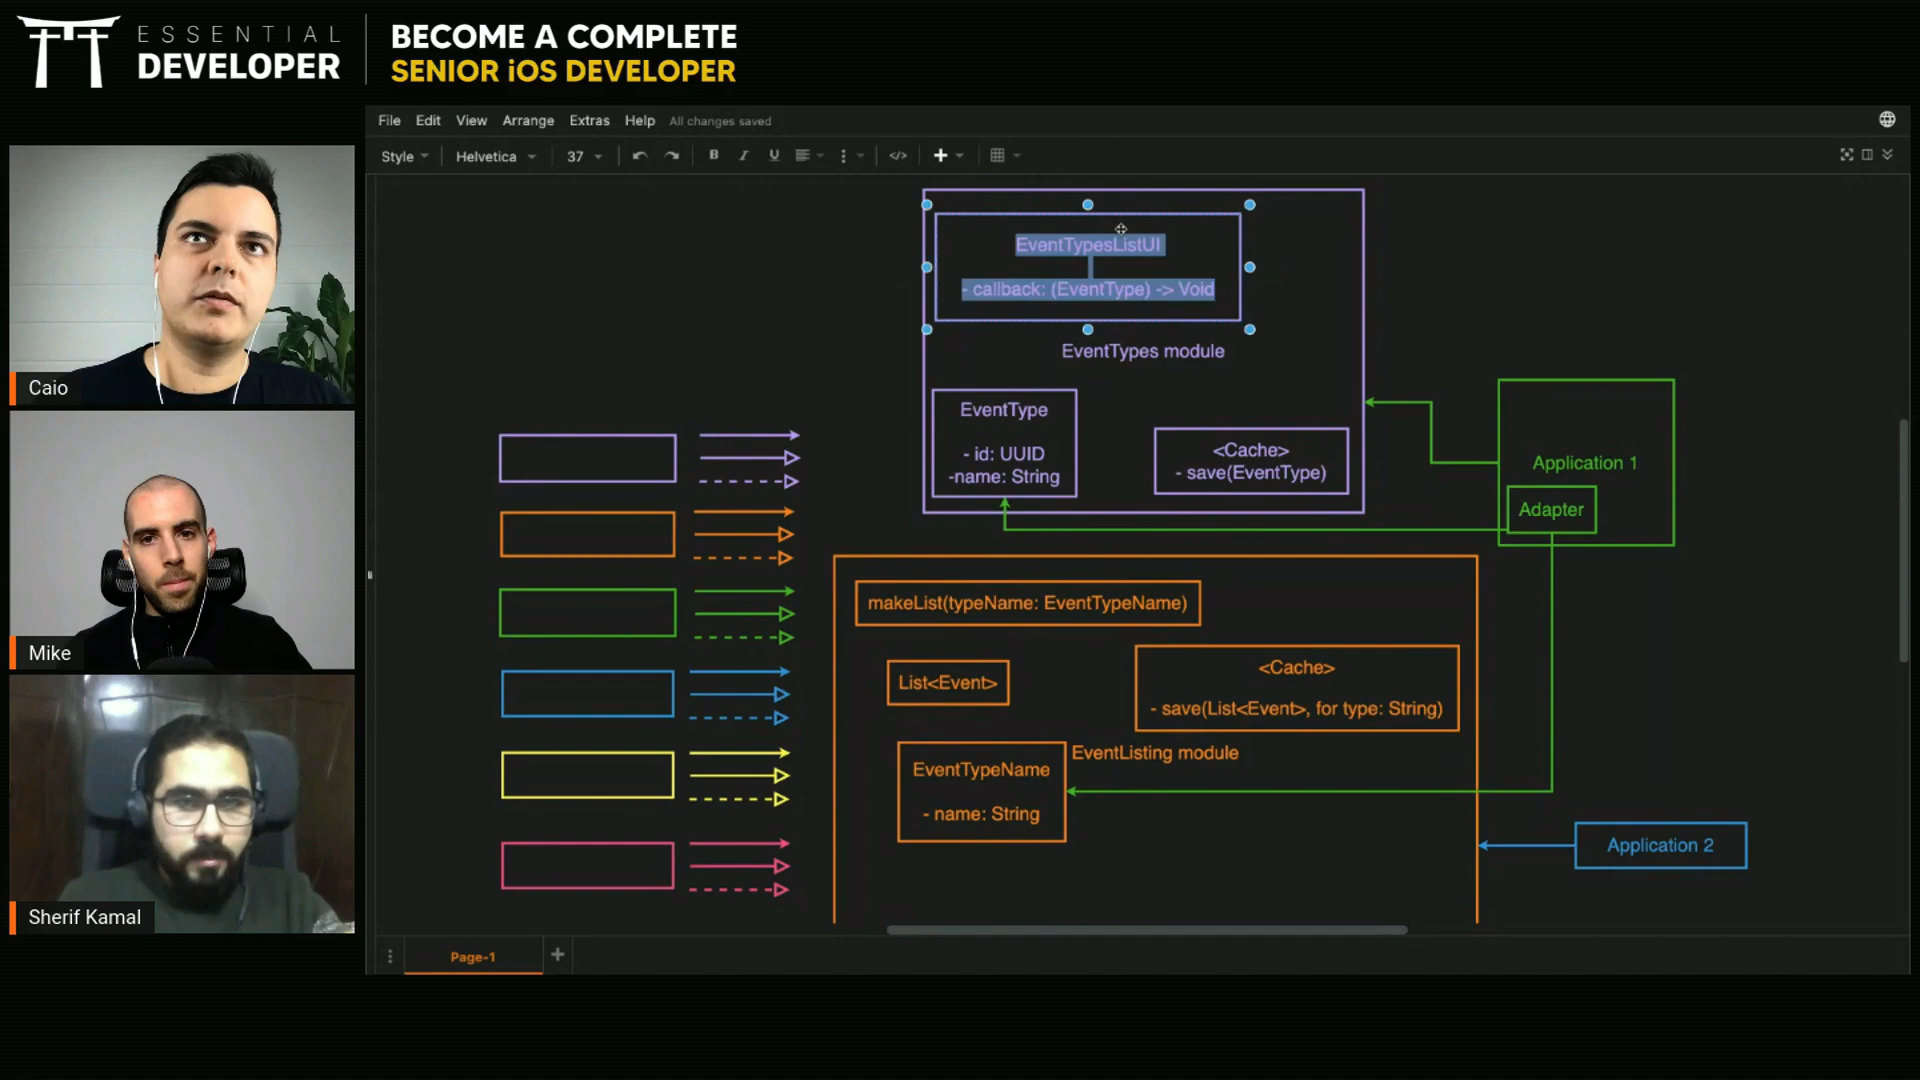 ESSENTIAL
DEVELOPER
BECOME A COMPLETE
SENIOR iOS DEVELOPER
File Edit View Arrange Extras Help All changes saved
Style Helvetica 37 B I U </>
Caio
Mike
Sherif Kamal
EventTypesListUI
- callback: (EventType) -> Void
EventTypes module
EventType
- id: UUID
-name: String
<Cache>
- save(EventType)
Application 1
Adapter
makeList(typeName: EventTypeName)
List<Event>
<Cache>
- save(List<Event>, for type: String)
EventTypeName
- name: String
EventListing module
Application 2
Page-1